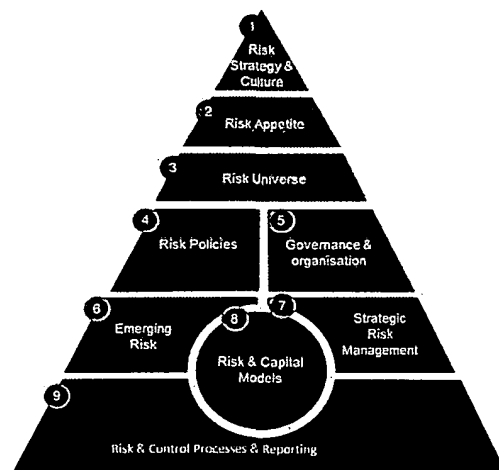 1
Risk
Strategy &
Culture
2
Risk Appetite
3
Risk Universe
4
Risk Policies
5
Governance &
organisation
6
Emerging
Risk
7
Strategic
Risk
Management
8
Risk & Capital
Models
9
Risk & Control Processes & Reporting